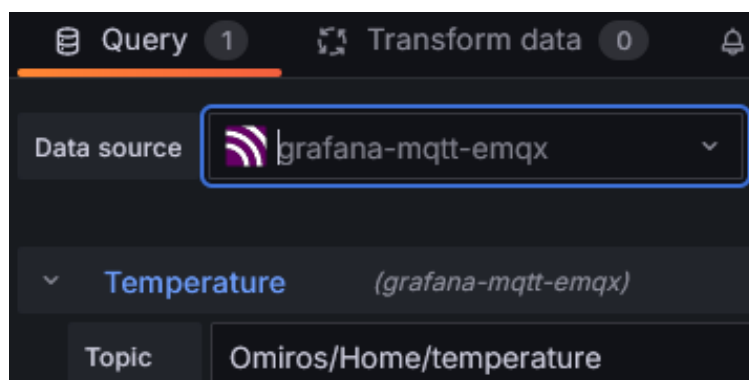 Query 1 Transform data 0
Data source grafana-mqtt-emqx
Temperature (grafana-mqtt-emqx)
Topic Omiros/Home/temperature